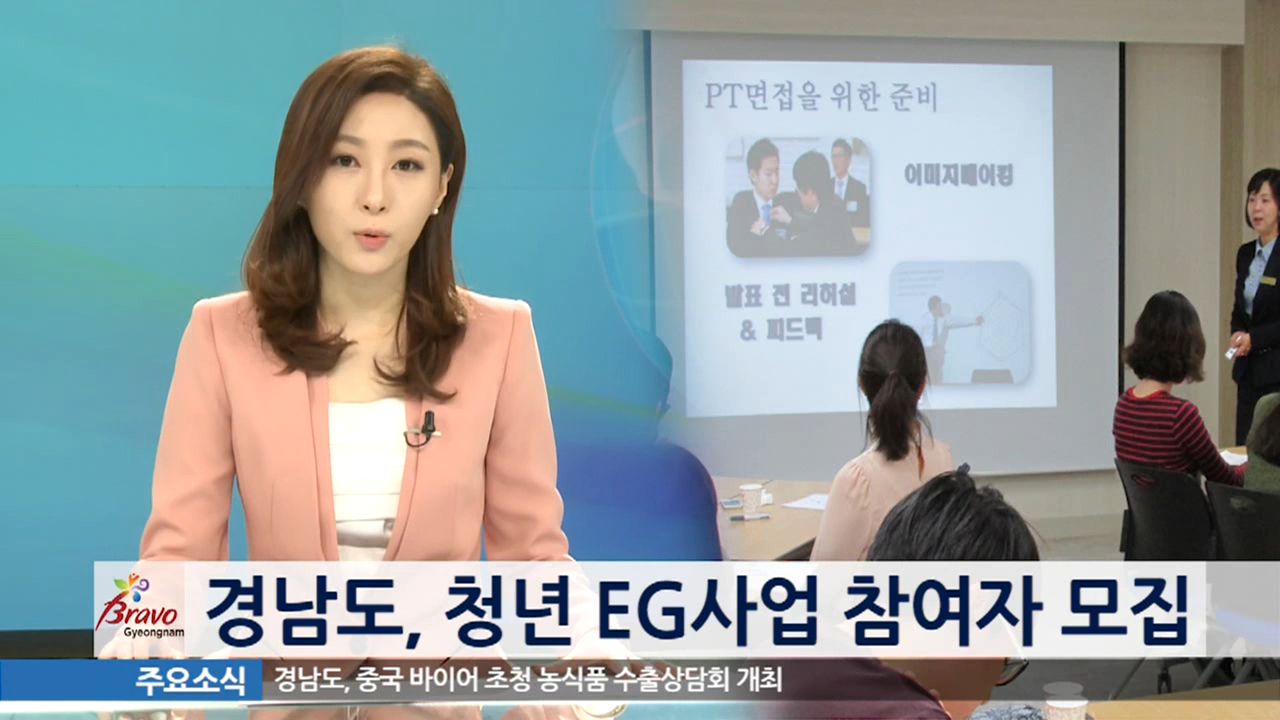 PT면접을 위한 준비
이미지메이킹
발표 전 리허설
& 피드백
Bravo
Gyeongnam
경남도, 청년 EG사업 참여자 모집
주요소식
경남도, 중국 바이어 초청 농식품 수출상담회 개최